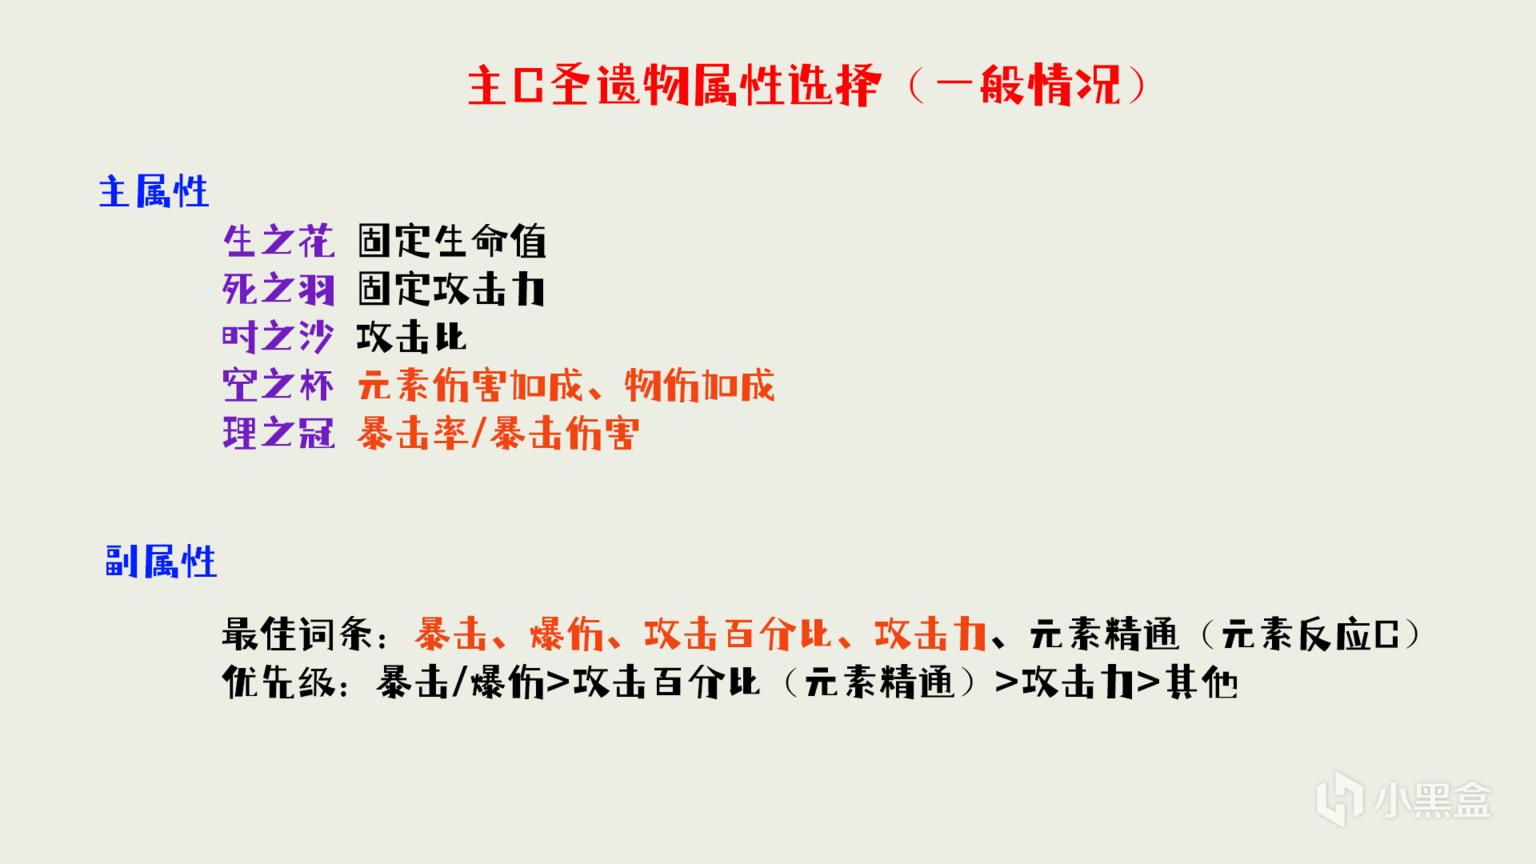 主C圣遗物属性选择（一般情况）
主属性
生之花 固定生命值
死之羽 固定攻击力
时之沙 攻击比
空之杯 元素伤害加成、物伤加成
理之冠 暴击率/暴击伤害
副属性
最佳词条：暴击、爆伤、攻击百分比、攻击力、元素精通（元素反应C）
优先级：暴击/爆伤>攻击百分比（元素精通）>攻击力>其他
小黑盒